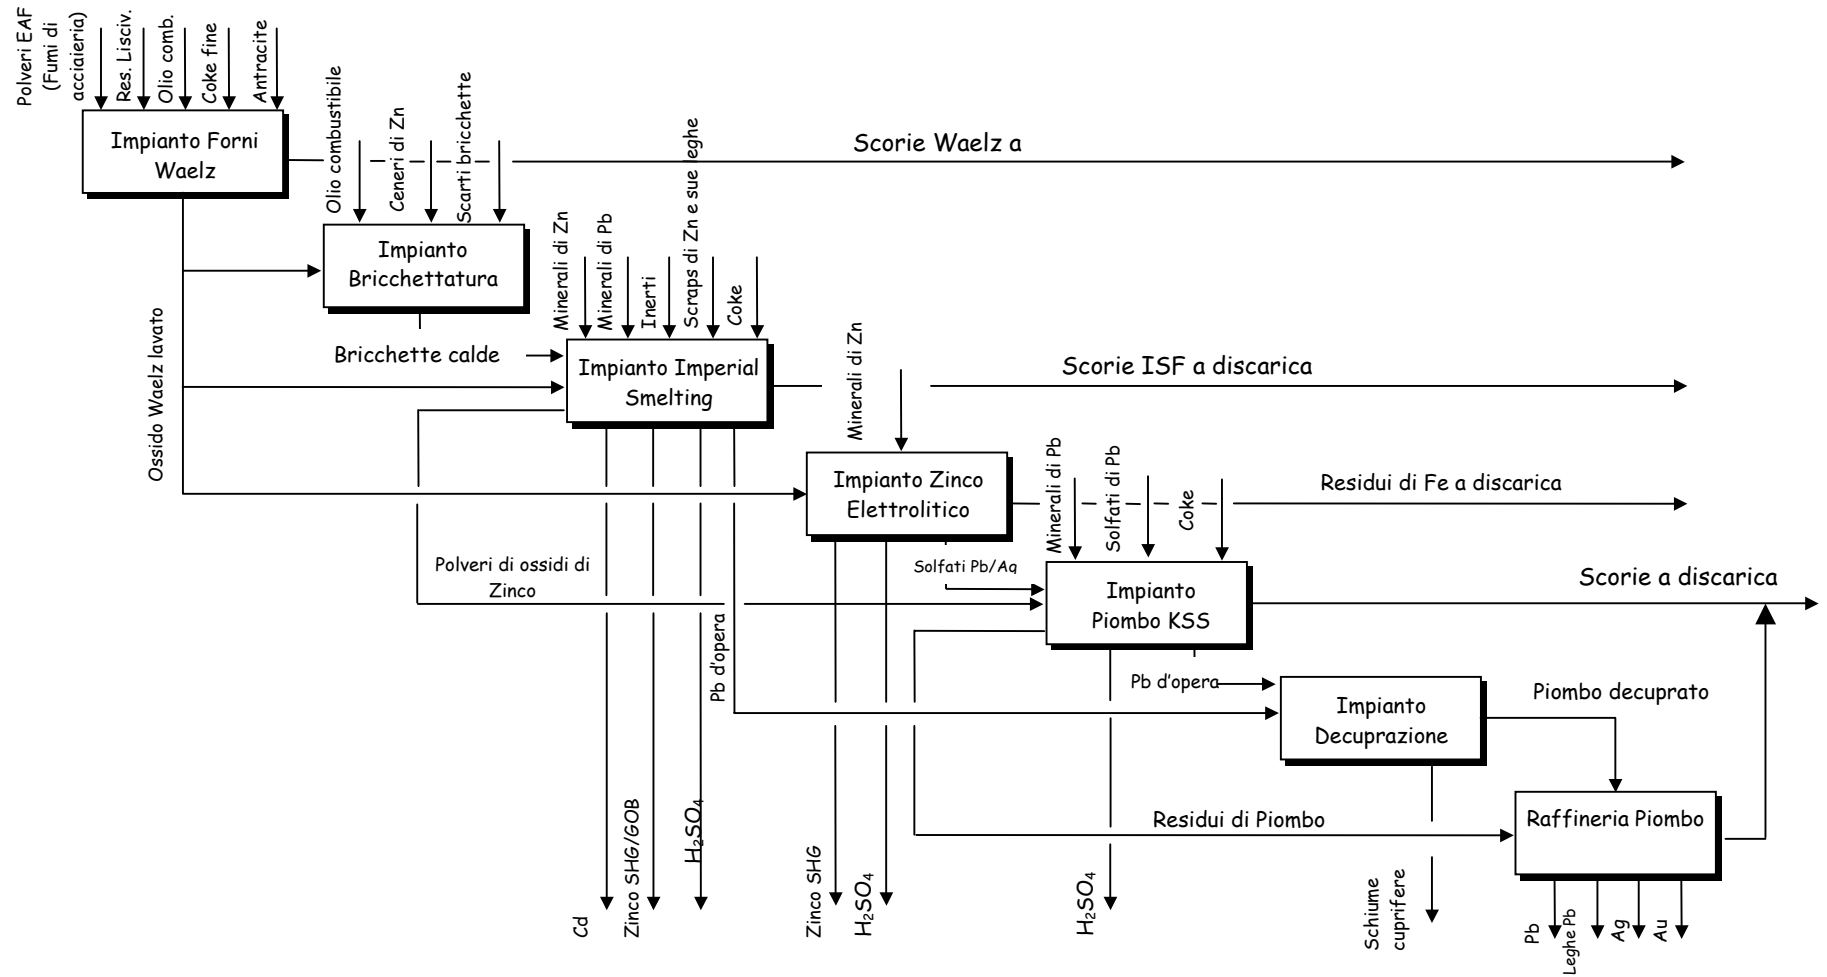 Polveri EAF
(Fumi di
acciaieria)
Res. Lisciv.
Olio comb.
Coke fine
Antracite
Impianto Forni
Waelz
Scorie Waelz a
Olio combustibile
Ceneri di Zn
Scarti bricchette
Impianto
Bricchettatura
Minerali di Zn
Minerali di Pb
Inerti
Scraps di Zn e sue leghe
Coke
Bricchette calde
Impianto Imperial
Smelting
Scorie ISF a discarica
Ossido Waelz lavato
Minerali di Zn
Impianto Zinco
Elettrolitico
Residui di Fe a discarica
Minerali di Pb
Solfati di Pb
Coke
Polveri di ossidi di
Zinco
Solfati Pb/Ag
Impianto
Piombo KSS
Scorie a discarica
Pb d'opera
Pb d'opera
Impianto
Decuprazione
Piombo decuprato
Residui di Piombo
Raffineria Piombo
Cd
Zinco SHG/GOB
H₂SO₄
Zinco SHG
H₂SO₄
H₂SO₄
Schiume
cuprifere
Pb
Leghe Pb
Ag
Au